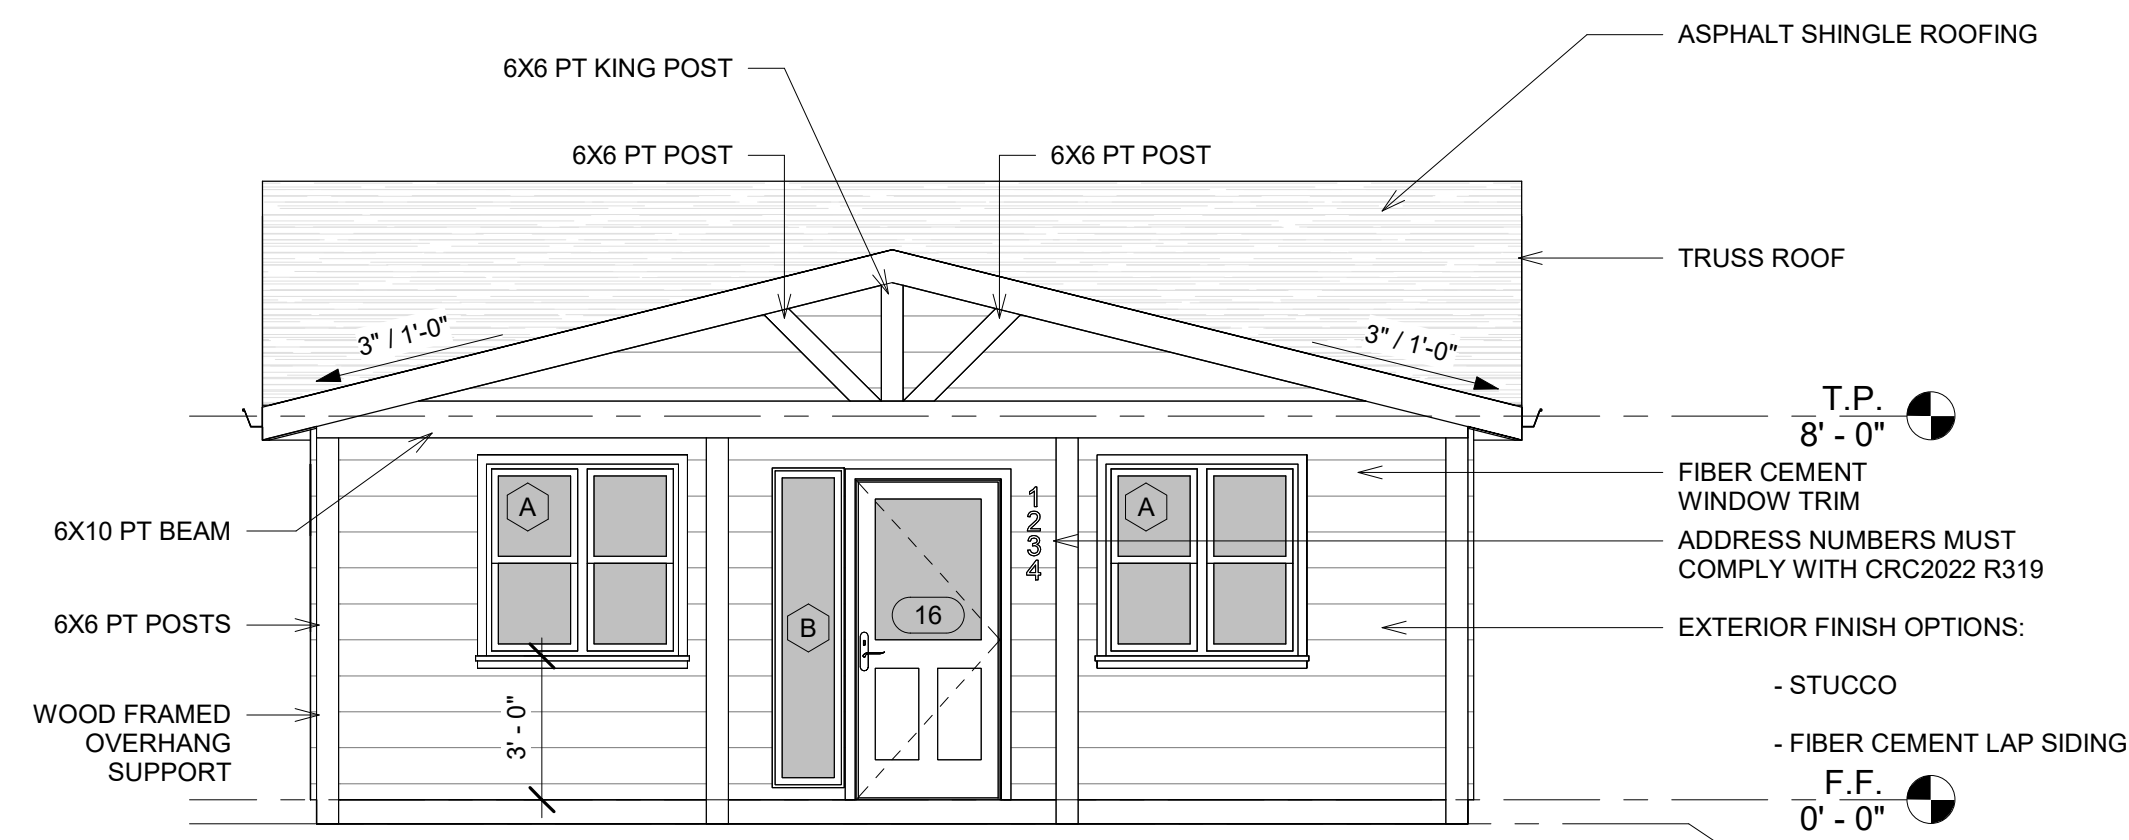 ASPHALT SHINGLE ROOFING
6X6 PT KING POST
6X6 PT POST
6X6 PT POST
TRUSS ROOF
3" / 1'-0"
3" / 1'-0"
T.P.
8' - 0"
FIBER CEMENT
WINDOW TRIM
A
A
1
2
3
4
6X10 PT BEAM
ADDRESS NUMBERS MUST
COMPLY WITH CRC2022 R319
16
B
6X6 PT POSTS
EXTERIOR FINISH OPTIONS:
- STUCCO
- FIBER CEMENT LAP SIDING
WOOD FRAMED
OVERHANG
SUPPORT
3' - 0"
F.F.
0' - 0"